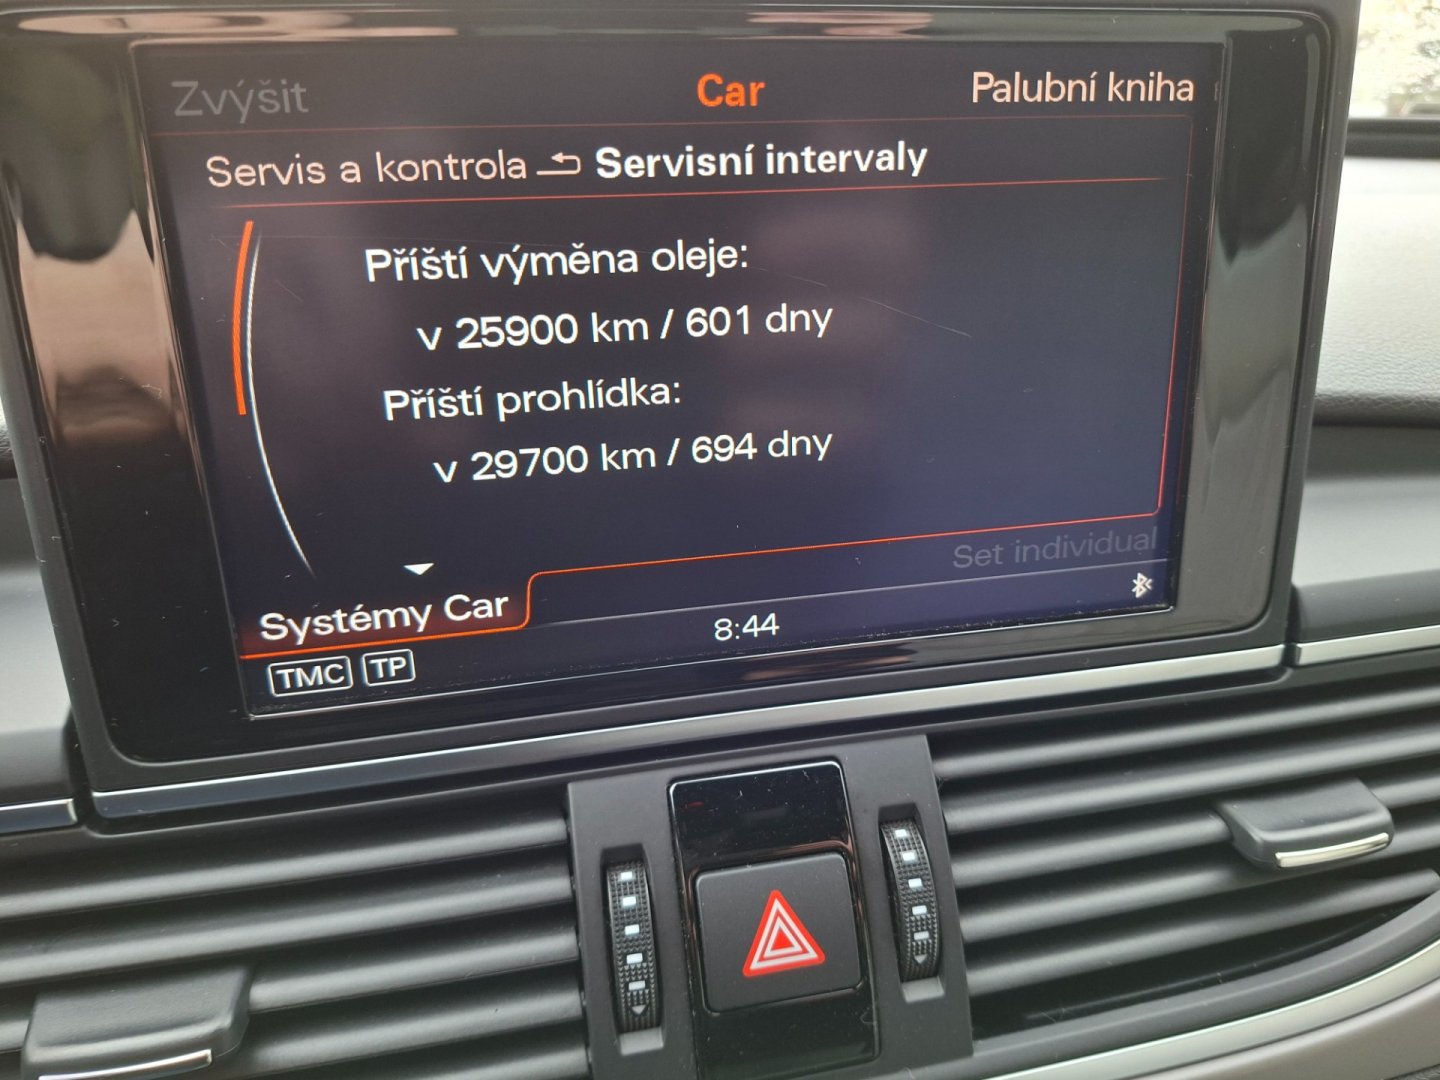 Zvýšit Car Palubní kniha
Servis a kontrola Servisní intervaly
Příští výměna oleje:
v 25900 km / 601 dny
Příští prohlídka:
v 29700 km / 694 dny
Set individual
Systémy Car
8:44
TMC TP